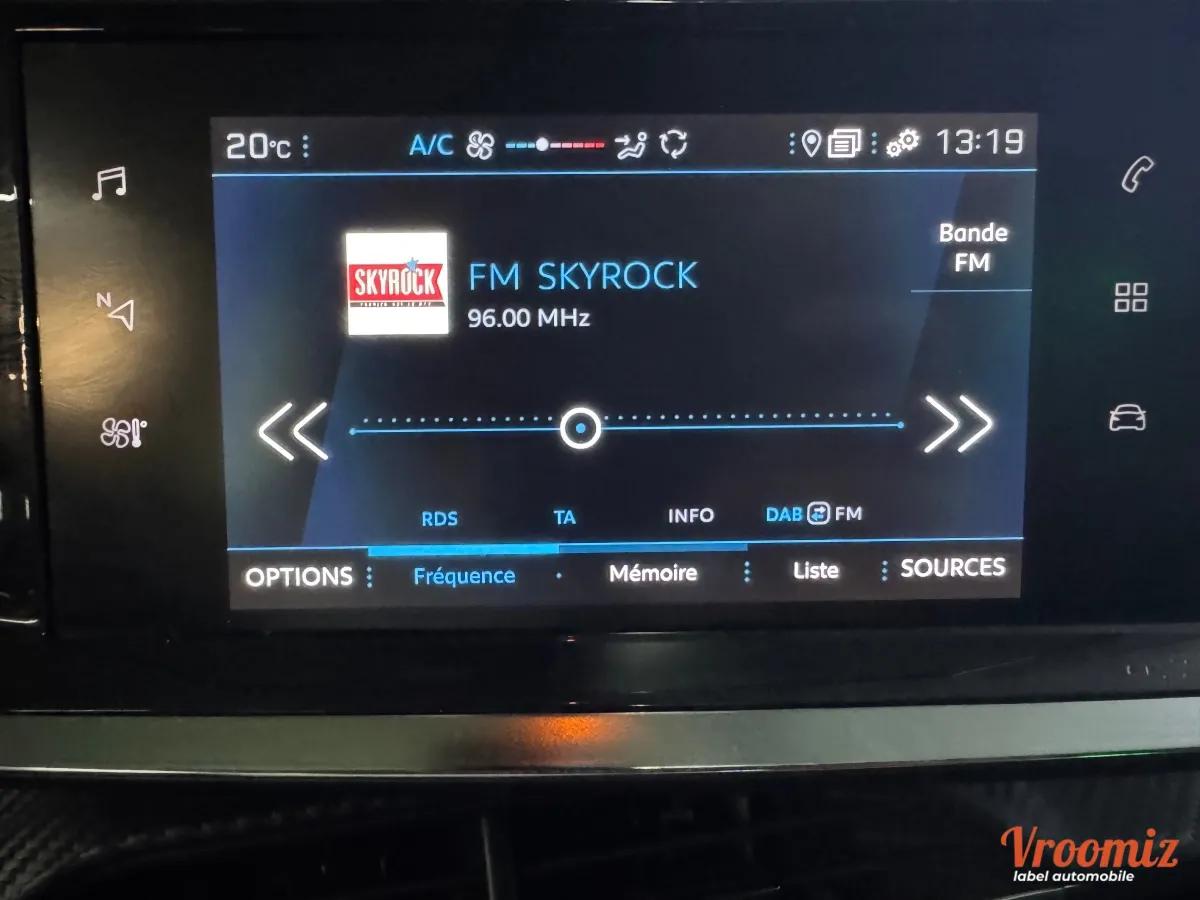 20°C
A/C
13:19
N
Bande
FM
SKYROCK
FM SKYROCK
96.00 MHz
RDS
TA
INFO
DAB FM
OPTIONS
Fréquence
Mémoire
Liste
SOURCES
Vroomiz
label automobile